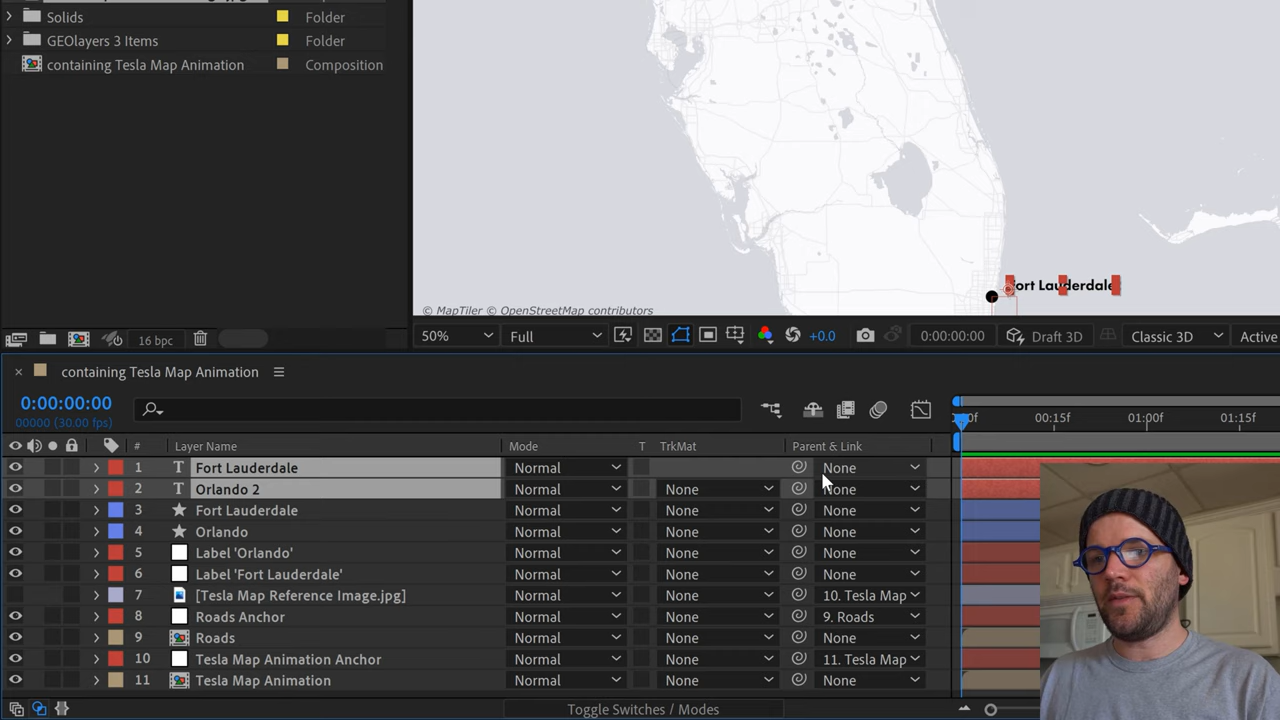 Solids Folder
GEOlayers 3 Items Folder
containing Tesla Map Animation Composition
Fort Lauderdale
© MapTiler © OpenStreetMap contributors
16 bpc 50% Full +0.0 0:00:00:00 Draft 3D Classic 3D Active
containing Tesla Map Animation
0:00:00:00
00000 (30.00 fps)
00f 00:15f 01:00f 01:15f
# Layer Name Mode T TrkMat Parent & Link
1 T Fort Lauderdale Normal None
2 T Orlando 2 Normal None None
3 Fort Lauderdale Normal None None
4 Orlando Normal None None
5 Label 'Orlando' Normal None None
6 Label 'Fort Lauderdale' Normal None None
7 [Tesla Map Reference Image.jpg] Normal None 10. Tesla Map
8 Roads Anchor Normal None 9. Roads
9 Roads Normal None None
10 Tesla Map Animation Anchor Normal None 11. Tesla Map
11 Tesla Map Animation Normal None None
Toggle Switches / Modes